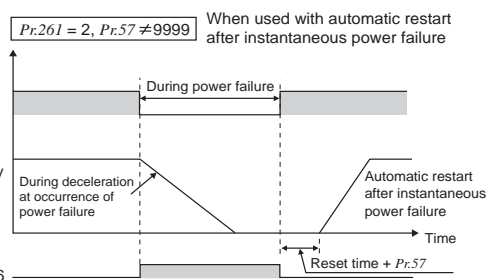 Pr.261 = 2, Pr.57 ≠9999
When used with automatic restart
after instantaneous power failure
During power failure
During deceleration
at occurrence of
power failure
Automatic restart
after instantaneous
power failure
Time
Reset time + Pr.57